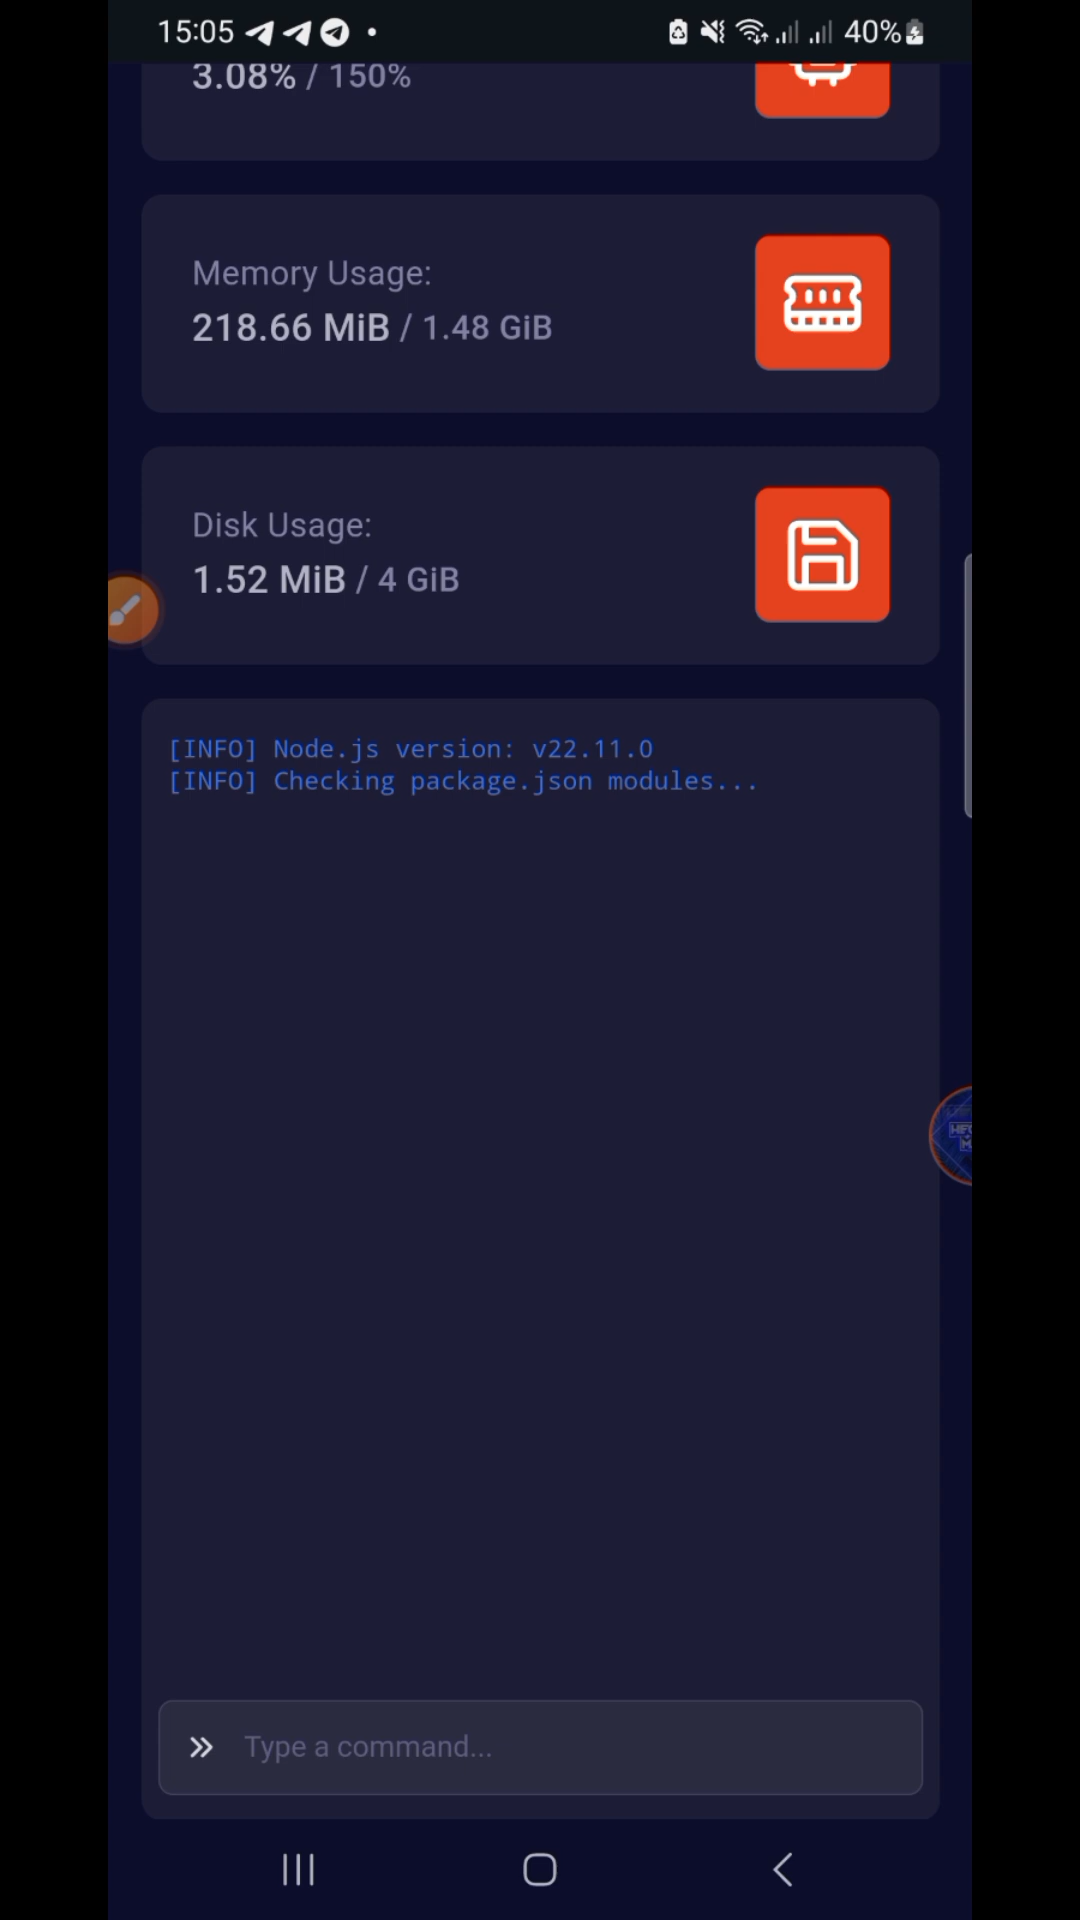 15:05
40%
3.08% / 150%
Memory Usage:
218.66 MiB / 1.48 GiB
Disk Usage:
1.52 MiB / 4 GiB
[INFO] Node.js version: v22.11.0
[INFO] Checking package.json modules...
Type a command...